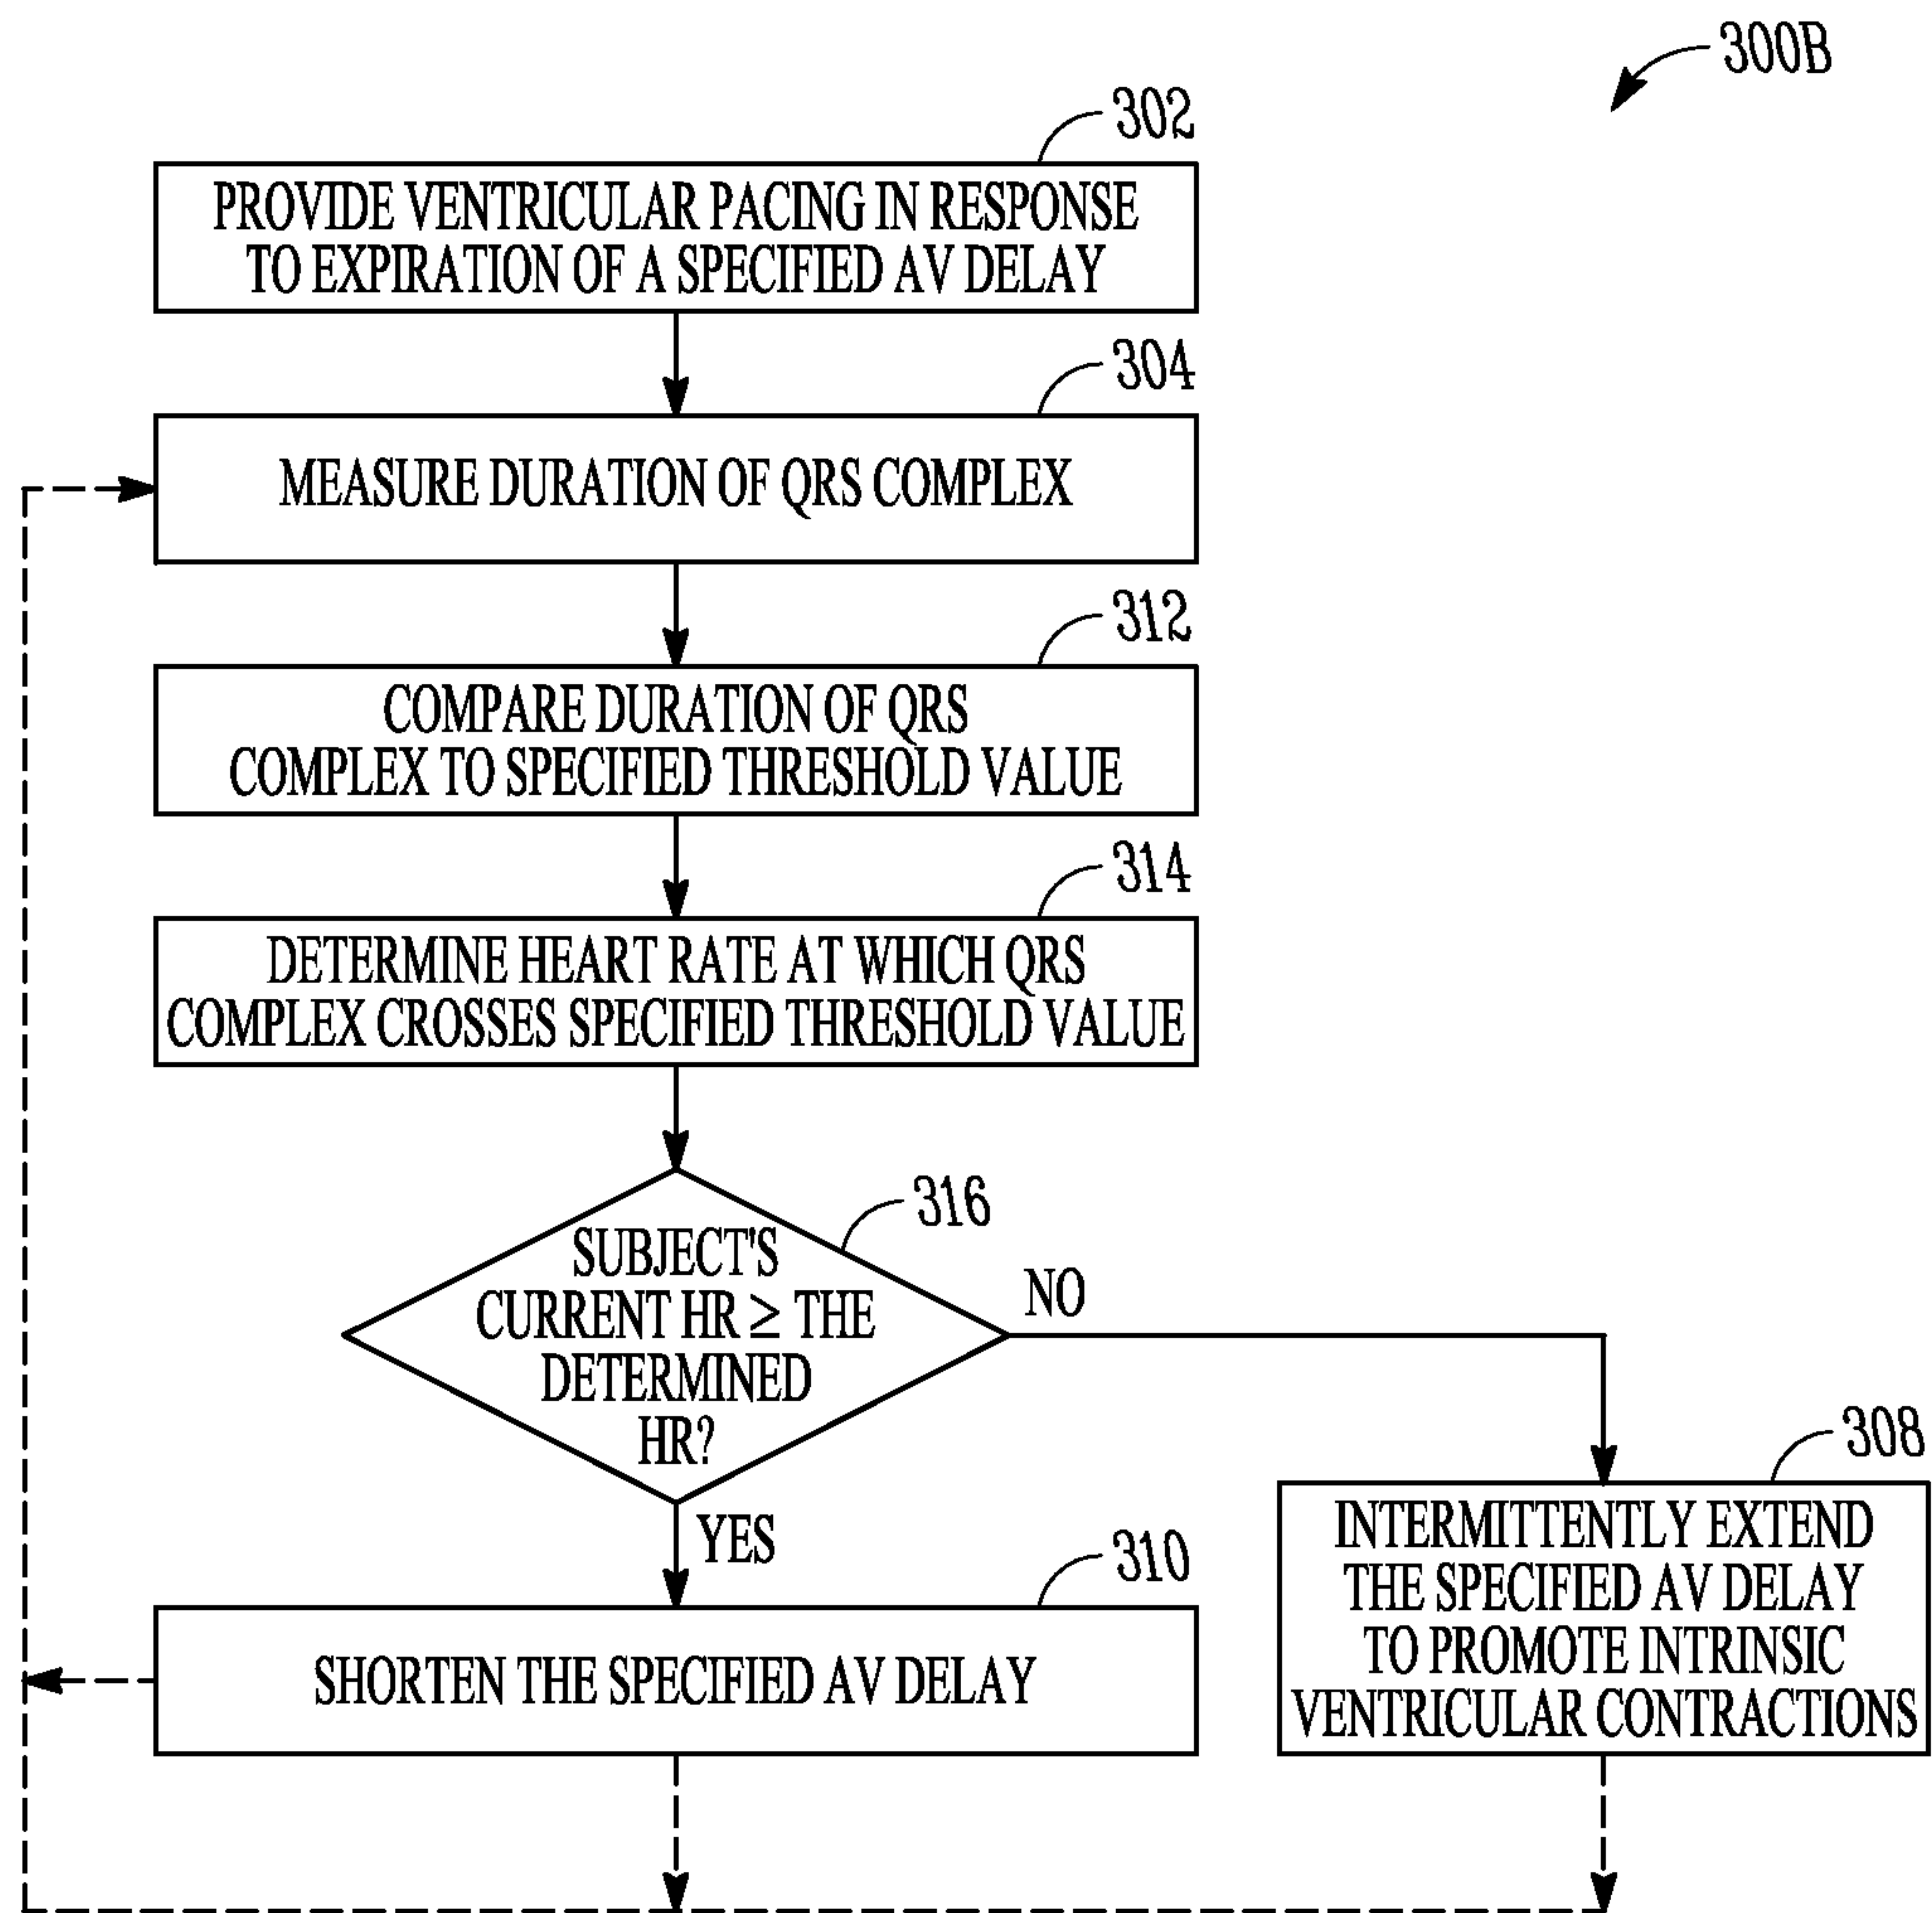 300B
302
PROVIDE VENTRICULAR PACING IN RESPONSE
TO EXPIRATION OF A SPECIFIED AV DELAY
304
MEASURE DURATION OF QRS COMPLEX
312
COMPARE DURATION OF QRS
COMPLEX TO SPECIFIED THRESHOLD VALUE
314
DETERMINE HEART RATE AT WHICH QRS
COMPLEX CROSSES SPECIFIED THRESHOLD VALUE
316
SUBJECT'S
CURRENT HR ≥ THE
DETERMINED
HR?
NO
YES
308
INTERMITTENTLY EXTEND
THE SPECIFIED AV DELAY
TO PROMOTE INTRINSIC
VENTRICULAR CONTRACTIONS
310
SHORTEN THE SPECIFIED AV DELAY